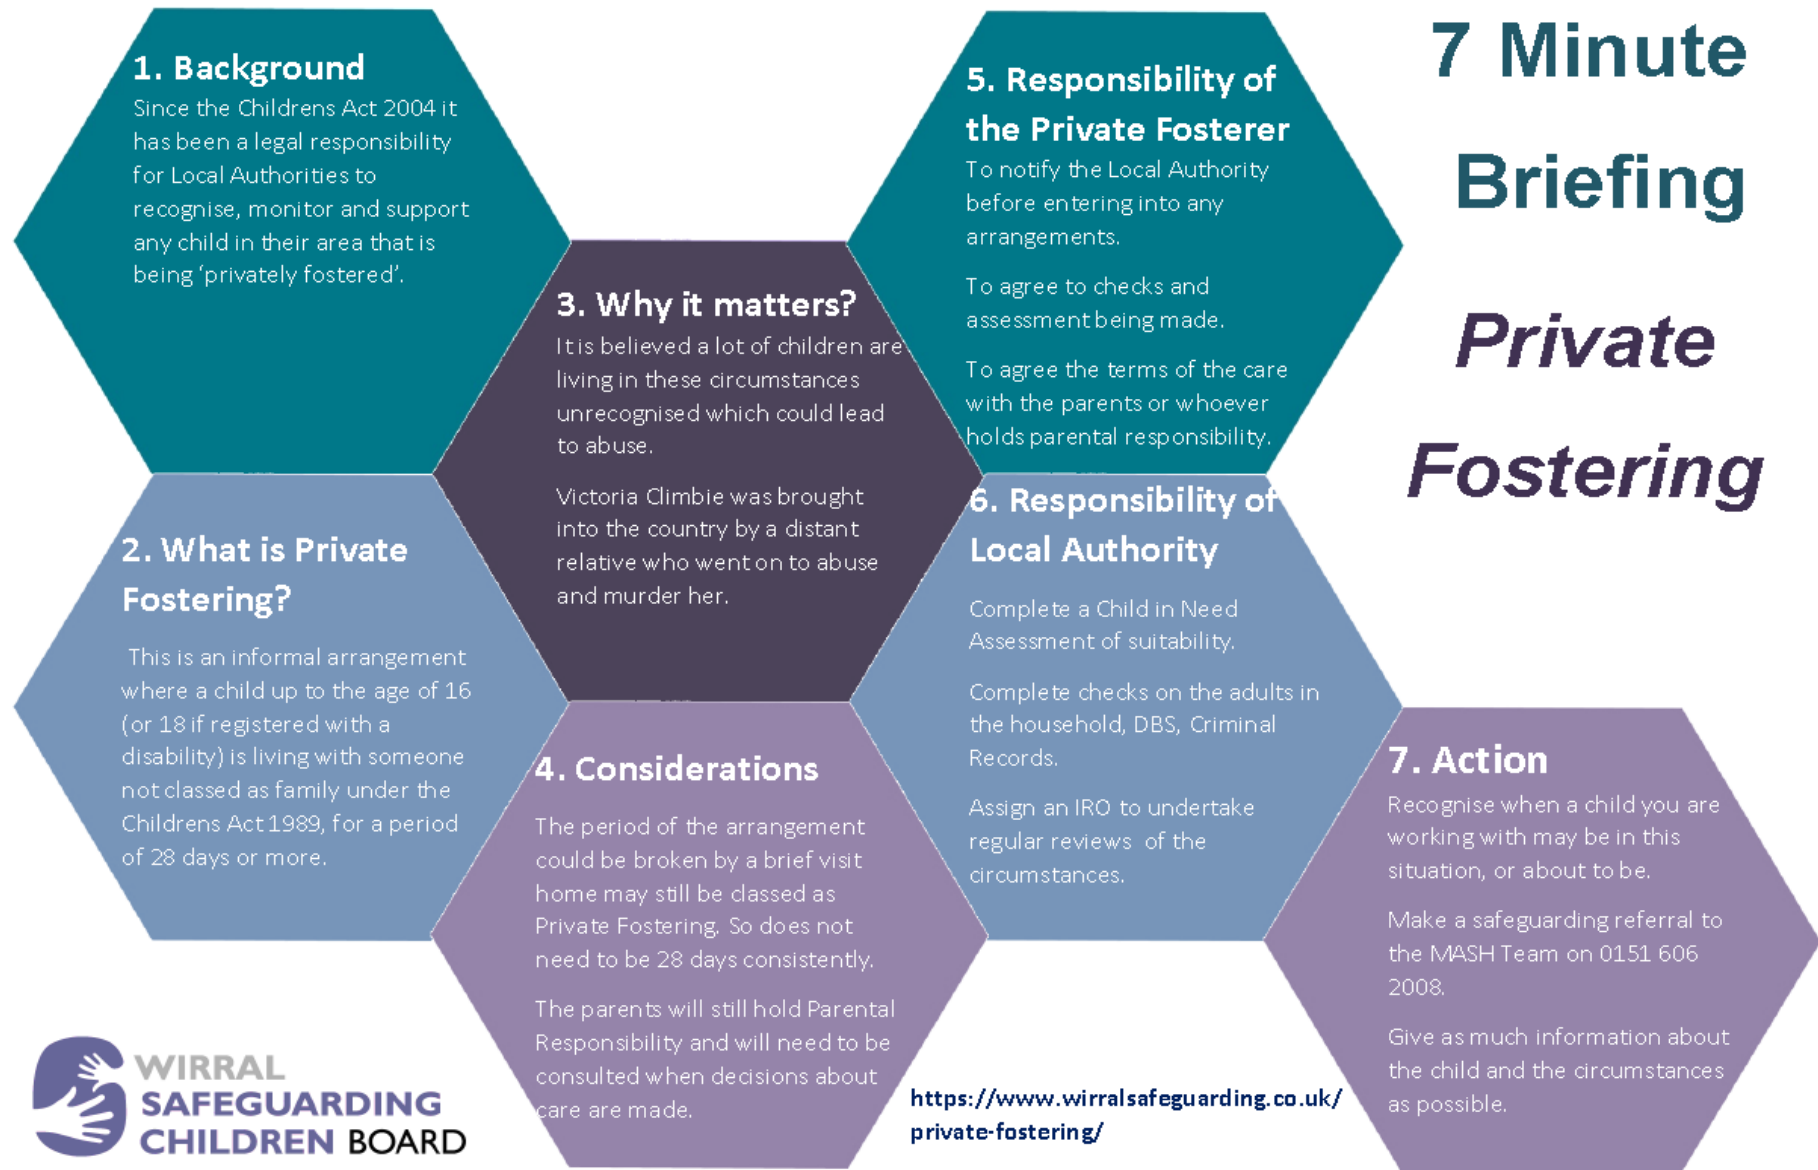 7 Minute
Briefing
Private
Fostering
1. Background
Since the Childrens Act 2004 it
has been a legal responsibility
for Local Authorities to
recognise, monitor and support
any child in their area that is
being ‘privately fostered’.
2. What is Private
Fostering?
This is an informal arrangement
where a child up to the age of 16
(or 18 if registered with a
disability) is living with someone
not classed as family under the
Childrens Act 1989, for a period
of 28 days or more.
3. Why it matters?
It is believed a lot of children are
living in these circumstances
unrecognised which could lead
to abuse.
Victoria Climbie was brought
into the country by a distant
relative who went on to abuse
and murder her.
4. Considerations
The period of the arrangement
could be broken by a brief visit
home may still be classed as
Private Fostering. So does not
need to be 28 days consistently.
The parents will still hold Parental
Responsibility and will need to be
consulted when decisions about
care are made.
5. Responsibility of
the Private Fosterer
To notify the Local Authority
before entering into any
arrangements.
To agree to checks and
assessment being made.
To agree the terms of the care
with the parents or whoever
holds parental responsibility.
6. Responsibility of
Local Authority
Complete a Child in Need
Assessment of suitability.
Complete checks on the adults in
the household, DBS, Criminal
Records.
Assign an IRO to undertake
regular reviews of the
circumstances.
7. Action
Recognise when a child you are
working with may be in this
situation, or about to be.
Make a safeguarding referral to
the MASH Team on 0151 606
2008.
Give as much information about
the child and the circumstances
as possible.
https://www.wirralsafeguarding.co.uk/
private-fostering/
WIRRAL
SAFEGUARDING
CHILDREN BOARD